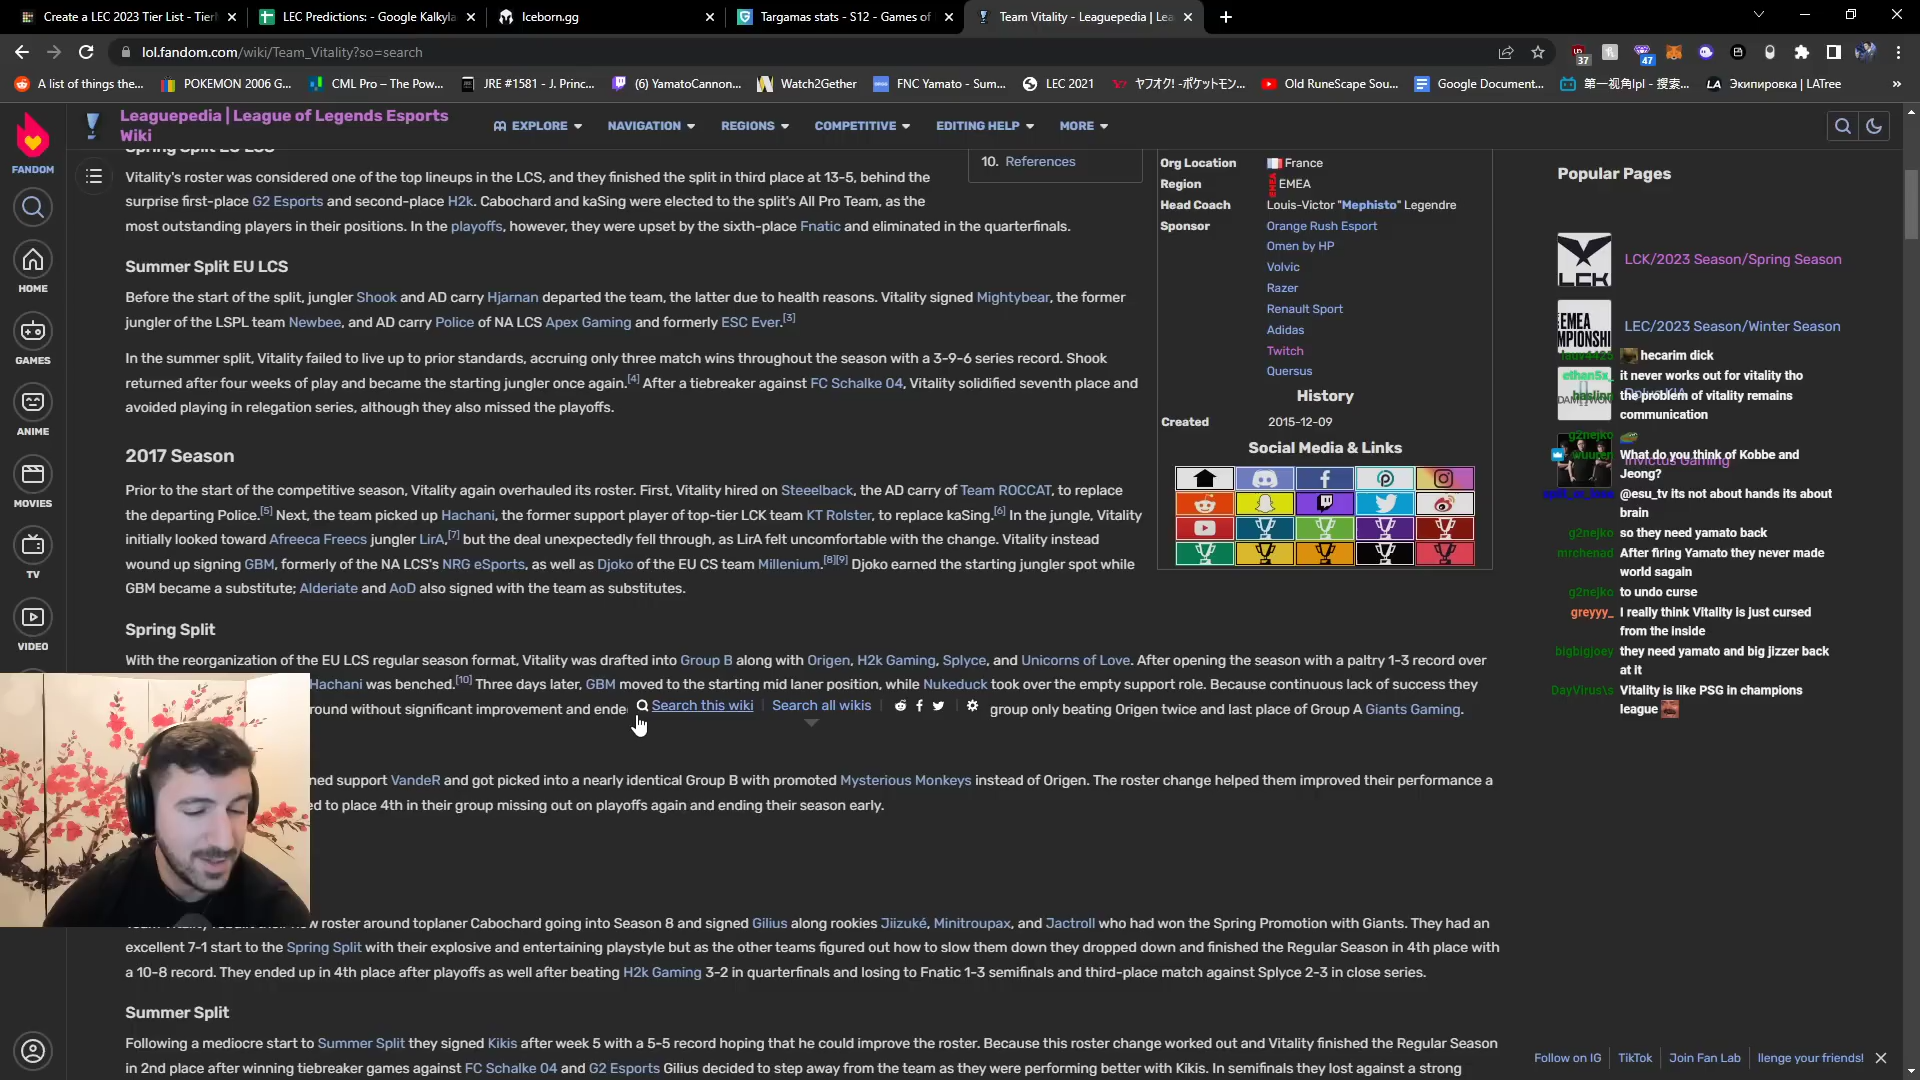 Create a LEC 2023 Tier List - Tier
LEC Predictions: - Google Kalkyla
Iceborn.gg
Targamas stats - S12 - Games of
Team Vitality - Leaguepedia | Lea
lol.fandom.com/wiki/Team_Vitality?so=search
37
47
A list of things the...
POKEMON 2006 G...
CML Pro – The Pow...
JRE #1581 - J. Princ...
(6) YamatoCannon...
Watch2Gether
FNC Yamato - Sum...
LEC 2021
ヤフオク! -ポケットモン...
Old RuneScape Sou...
Google Document...
第一视角lpl - 搜索...
Экипировка | LATree
FANDOM
HOME
GAMES
ANIME
MOVIES
TV
VIDEO
Leaguepedia | League of Legends Esports
Wiki
EXPLORE
NAVIGATION
REGIONS
COMPETITIVE
EDITING HELP
MORE
Spring Split EU LCS
Vitality's roster was considered one of the top lineups in the LCS, and they finished the split in third place at 13-5, behind the
surprise first-place G2 Esports and second-place H2k. Cabochard and kaSing were elected to the split's All Pro Team, as the
most outstanding players in their positions. In the playoffs, however, they were upset by the sixth-place Fnatic and eliminated in the quarterfinals.
Summer Split EU LCS
Before the start of the split, jungler Shook and AD carry Hjarnan departed the team, the latter due to health reasons. Vitality signed Mightybear, the former
jungler of the LSPL team Newbee, and AD carry Police of NA LCS Apex Gaming and formerly ESC Ever.[3]
In the summer split, Vitality failed to live up to prior standards, accruing only three match wins throughout the season with a 3-9-6 series record. Shook
returned after four weeks of play and became the starting jungler once again.[4] After a tiebreaker against FC Schalke 04, Vitality solidified seventh place and
avoided playing in relegation series, although they also missed the playoffs.
2017 Season
Prior to the start of the competitive season, Vitality again overhauled its roster. First, Vitality hired on Steeelback, the AD carry of Team ROCCAT, to replace
the departing Police.[5] Next, the team picked up Hachani, the former support player of top-tier LCK team KT Rolster, to replace kaSing.[6] In the jungle, Vitality
initially looked toward Afreeca Freecs jungler LirA,[7] but the deal unexpectedly fell through, as LirA felt uncomfortable with the change. Vitality instead
wound up signing GBM, formerly of the NA LCS's NRG eSports, as well as Djoko of the EU CS team Millenium.[8][9] Djoko earned the starting jungler spot while
GBM became a substitute; Alderiate and AoD also signed with the team as substitutes.
Spring Split
With the reorganization of the EU LCS regular season format, Vitality was drafted into Group B along with Origen, H2k Gaming, Splyce, and Unicorns of Love. After opening the season with a paltry 1-3 record over
Hachani was benched.[10] Three days later, GBM moved to the starting mid laner position, while Nukeduck took over the empty support role. Because continuous lack of success they
round without significant improvement and ende
Search this wiki
Search all wikis
group only beating Origen twice and last place of Group A Giants Gaming.
ned support VandeR and got picked into a nearly identical Group B with promoted Mysterious Monkeys instead of Origen. The roster change helped them improved their performance a
ed to place 4th in their group missing out on playoffs again and ending their season early.
roster around toplaner Cabochard going into Season 8 and signed Gilius along rookies Jiizuké, Minitroupax, and Jactroll who had won the Spring Promotion with Giants. They had an
excellent 7-1 start to the Spring Split with their explosive and entertaining playstyle but as the other teams figured out how to slow them down they dropped down and finished the Regular Season in 4th place with
a 10-8 record. They ended up in 4th place after playoffs as well after beating H2k Gaming 3-2 in quarterfinals and losing to Fnatic 1-3 semifinals and third-place match against Splyce 2-3 in close series.
Summer Split
Following a mediocre start to Summer Split they signed Kikis after week 5 with a 5-5 record hoping that he could improve the roster. Because this roster change worked out and Vitality finished the Regular Season
in 2nd place after winning tiebreaker games against FC Schalke 04 and G2 Esports Gilius decided to step away from the team as they were performing better with Kikis. In semifinals they lost against a strong
10. References
Org Location France
Region EMEA
Head Coach Louis-Victor "Mephisto" Legendre
Sponsor Orange Rush Esport
Omen by HP
Volvic
Razer
Renault Sport
Adidas
Twitch
Quersus
History
Created 2015-12-09
Social Media & Links
Popular Pages
LCK
LCK/2023 Season/Spring Season
EMEA
LEC/2023 Season/Winter Season
Invictus Gaming
hecarim dick
ethan5x_ it never works out for vitality tho
the problem of vitality remains
communication
g2nejko
What do you think of Kobbe and
Jeong?
@esu_tv its not about hands its about
brain
g2nejko so they need yamato back
mrchenad After firing Yamato they never made
world sagain
g2nejko to undo curse
greyyy_ I really think Vitality is just cursed
from the inside
bigbigjoey they need yamato and big jizzer back
at it
DayVirus\s Vitality is like PSG in champions
league
Follow on IG
TikTok
Join Fan Lab
llenge your friends!